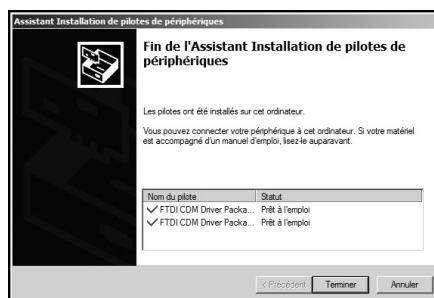 Assistant Installation de pilotes de périphériques
Fin de l'Assistant Installation de pilotes de
périphériques
Les pilotes ont été installés sur cet ordinateur.
Vous pouvez connecter votre périphérique à cet ordinateur. Si votre matériel
est accompagné d'un manuel d'emploi, lisez-le auparavant.
Nom du pilote Statut
FTDI CDM Driver Packa... Prêt à l'emploi
FTDI CDM Driver Packa... Prêt à l'emploi
< Précédent Terminer Annuler